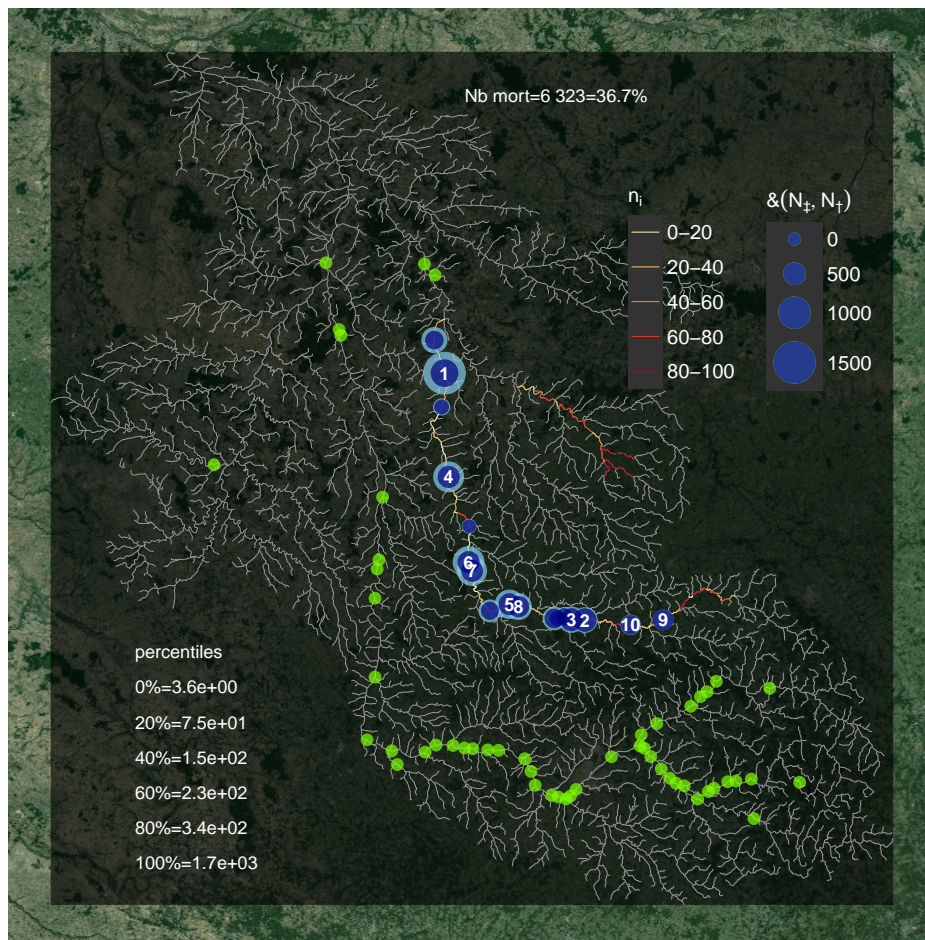 Nb mort=6 323=36.7%
nᵢ
0–20
20–40
40–60
60–80
80–100
&(N‡, N†)
0
500
1000
1500
1
4
6
7
5
8
3
2
10
9
percentiles
0%=3.6e+00
20%=7.5e+01
40%=1.5e+02
60%=2.3e+02
80%=3.4e+02
100%=1.7e+03